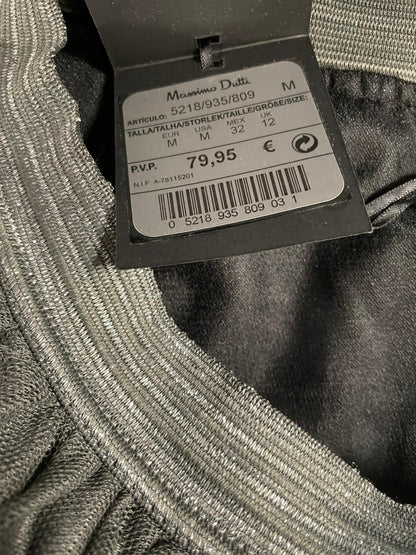 Massimo Dutti
ARTÍCULO: 5218/935/809 M
TALLA/TALHA/STORLEK/TAILLE/GRÖßE/SIZE:
EUR USA MEX UK
M M 32 12
P.V.P. 79,95 €
N.I.F A-78115201
0 5218 935 809 03 1